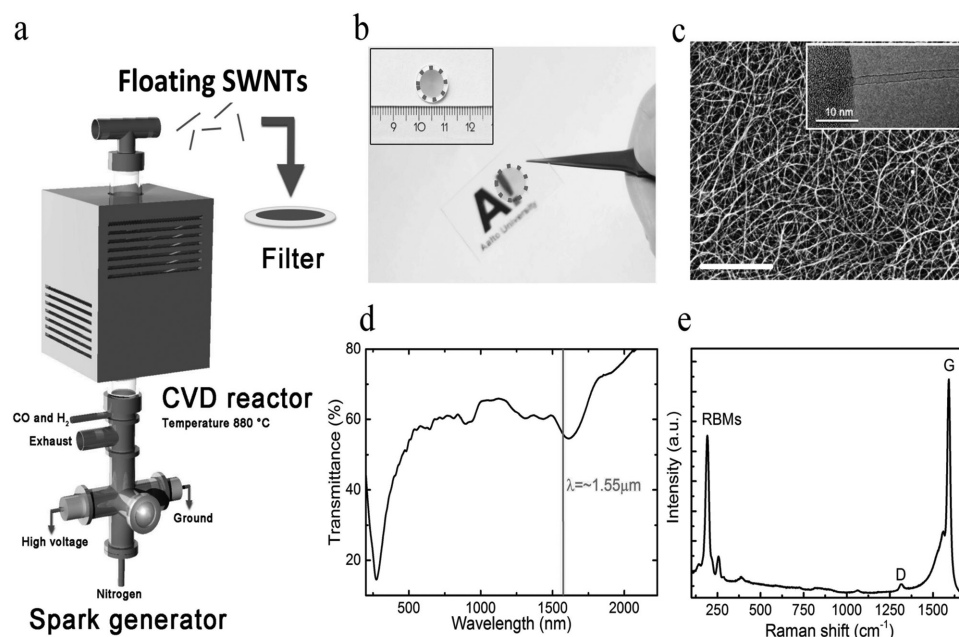 a
Floating SWNTs
Filter
CVD reactor
Temperature 880 °C
CO and H2
Exhaust
High voltage
Ground
Nitrogen
Spark generator
b
9 10 11 12
A!
Aalto University
c
10 nm
d
Transmittance (%)
80
60
40
20
λ=~1.55μm
500 1000 1500 2000
Wavelength (nm)
e
Intensity (a.u.)
RBMs
D
G
250 500 750 1000 1250 1500
Raman shift (cm-1)